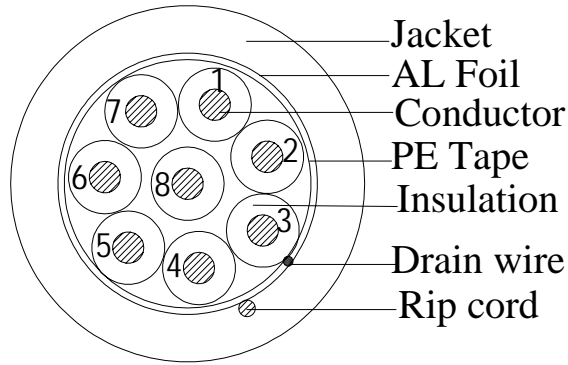 Jacket
AL Foil
Conductor
PE Tape
Insulation
Drain wire
Rip cord
1
2
3
4
5
6
7
8